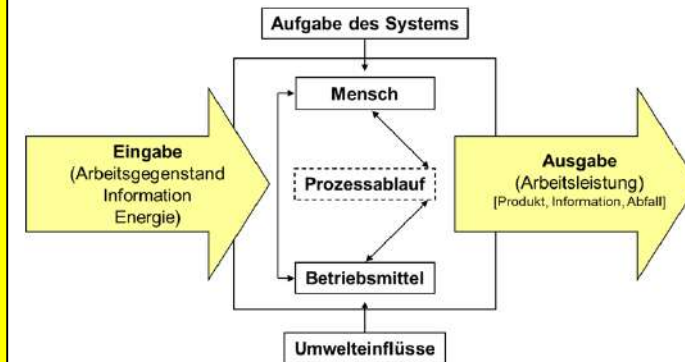 Aufgabe des Systems
Mensch
Eingabe
(Arbeitsgegenstand
Information
Energie)
Prozessablauf
Ausgabe
(Arbeitsleistung)
[Produkt, Information, Abfall]
Betriebsmittel
Umwelteinflüsse